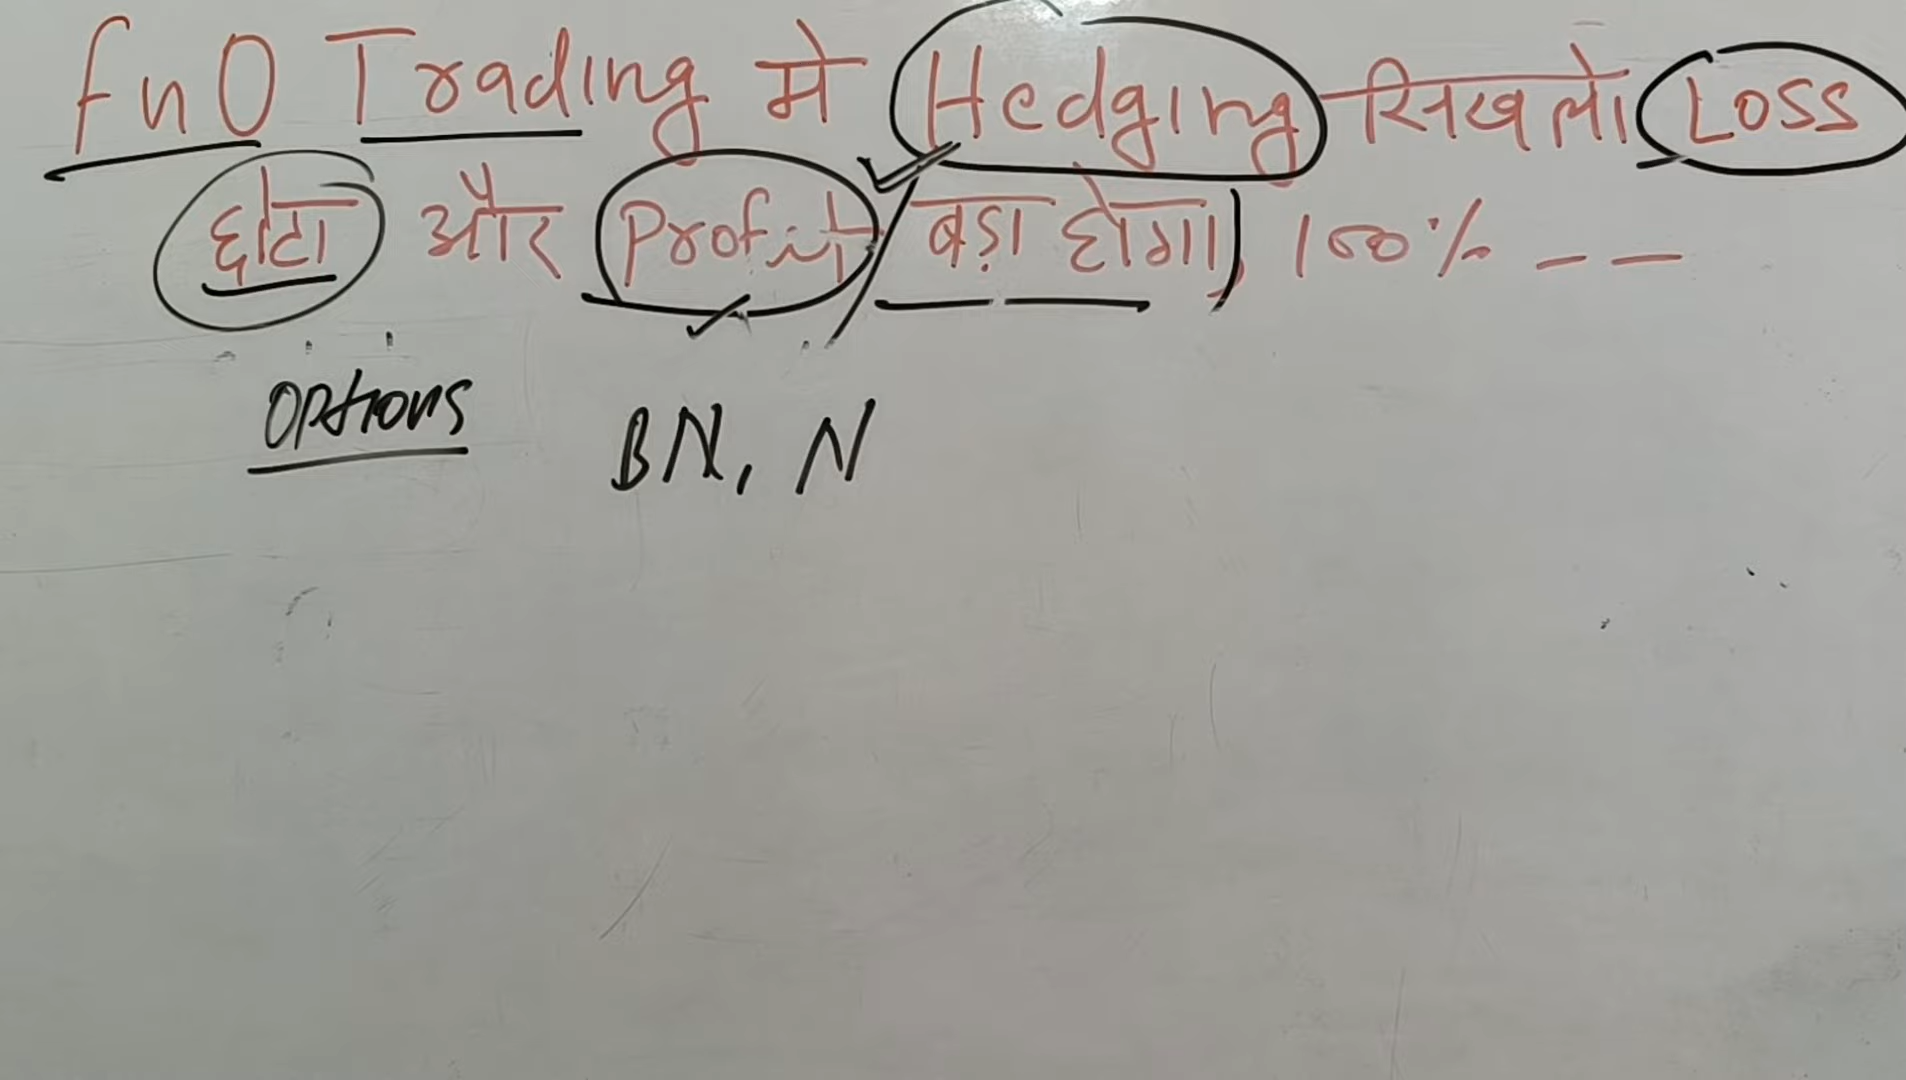 fnO Trading मे Hedging सिखलो Loss
छोटा और Profit बड़ा होगा, 100% - -
Options BN, N